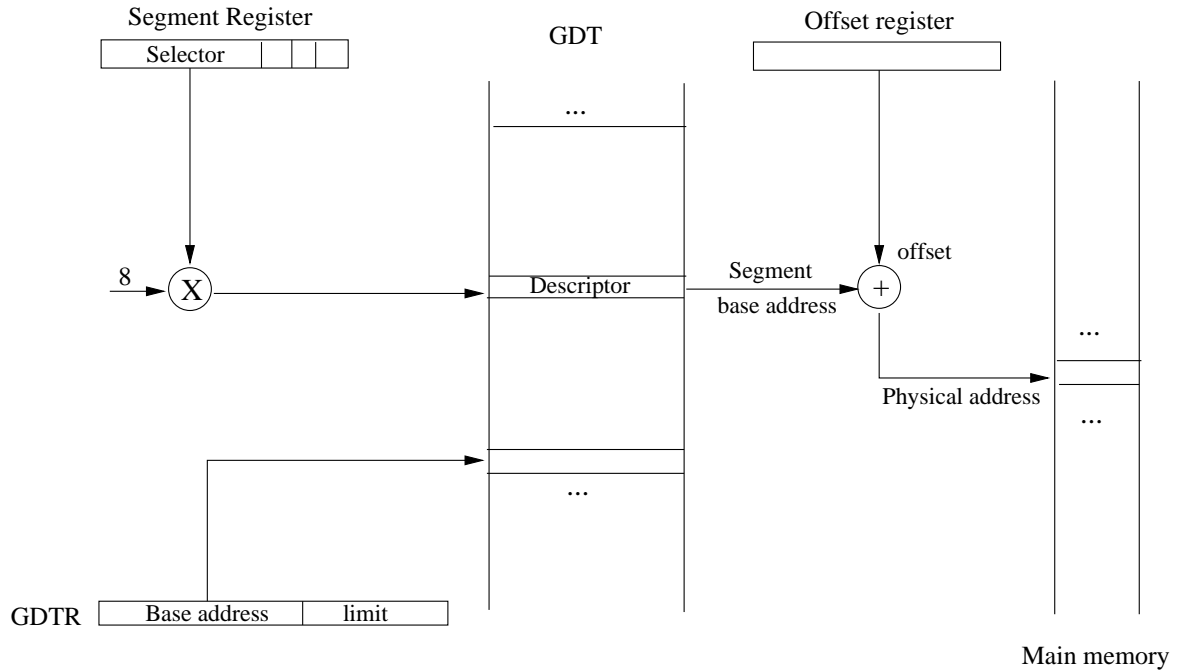 Segment Register
Selector
GDT
Offset register
...
8
X
Descriptor
Segment
base address
offset
+
...
Physical address
...
...
GDTR
Base address
limit
Main memory